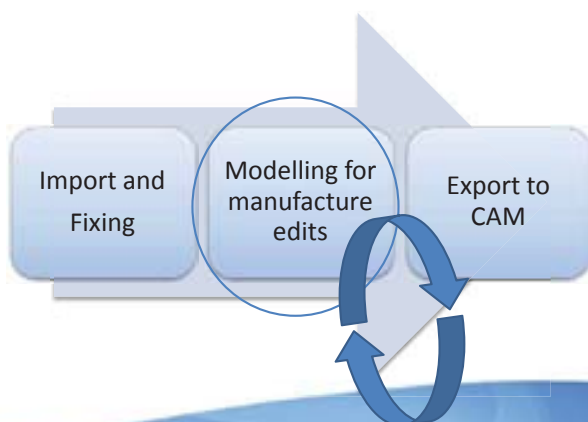 Import and
Fixing
Modelling for
manufacture
edits
Export to
CAM